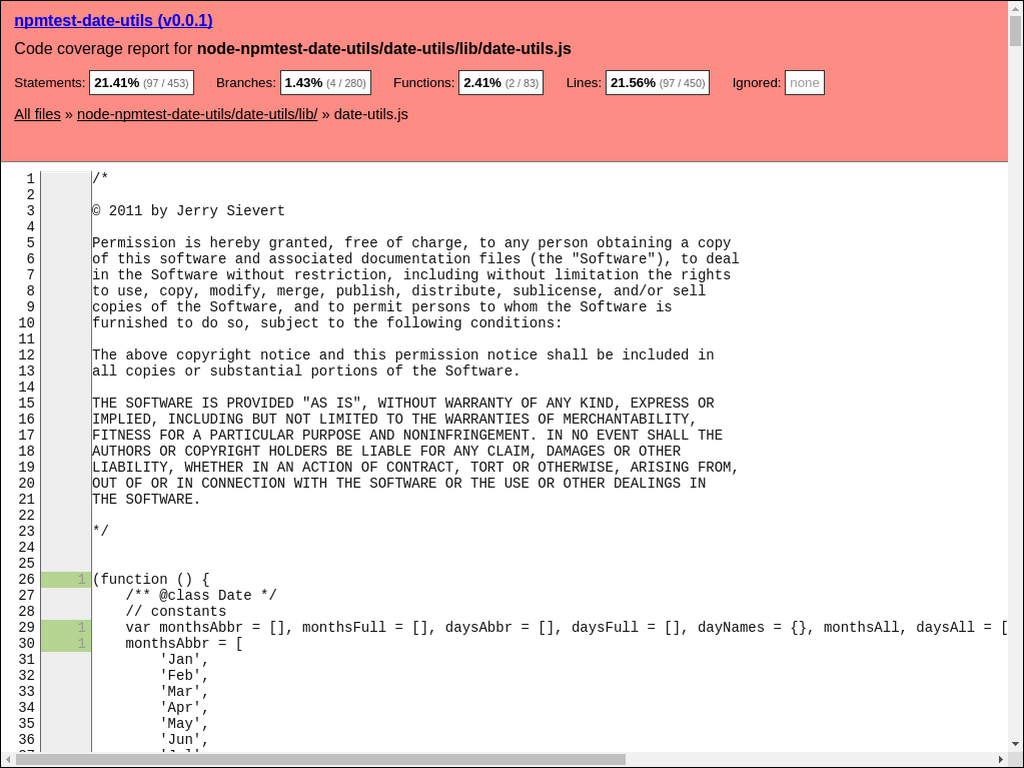 npmtest-date-utils (v0.0.1)
Code coverage report for node-npmtest-date-utils/date-utils/lib/date-utils.js
Statements: 21.41% (97 / 453) Branches: 1.43% (4 / 280) Functions: 2.41% (2 / 83) Lines: 21.56% (97 / 450) Ignored: none
All files » node-npmtest-date-utils/date-utils/lib/ » date-utils.js
1 /*
2
3 © 2011 by Jerry Sievert
4
5 Permission is hereby granted, free of charge, to any person obtaining a copy
6 of this software and associated documentation files (the "Software"), to deal
7 in the Software without restriction, including without limitation the rights
8 to use, copy, modify, merge, publish, distribute, sublicense, and/or sell
9 copies of the Software, and to permit persons to whom the Software is
10 furnished to do so, subject to the following conditions:
11
12 The above copyright notice and this permission notice shall be included in
13 all copies or substantial portions of the Software.
14
15 THE SOFTWARE IS PROVIDED "AS IS", WITHOUT WARRANTY OF ANY KIND, EXPRESS OR
16 IMPLIED, INCLUDING BUT NOT LIMITED TO THE WARRANTIES OF MERCHANTABILITY,
17 FITNESS FOR A PARTICULAR PURPOSE AND NONINFRINGEMENT. IN NO EVENT SHALL THE
18 AUTHORS OR COPYRIGHT HOLDERS BE LIABLE FOR ANY CLAIM, DAMAGES OR OTHER
19 LIABILITY, WHETHER IN AN ACTION OF CONTRACT, TORT OR OTHERWISE, ARISING FROM,
20 OUT OF OR IN CONNECTION WITH THE SOFTWARE OR THE USE OR OTHER DEALINGS IN
21 THE SOFTWARE.
22
23 */
24
25
26 1 (function () {
27 /** @class Date */
28 // constants
29 1 var monthsAbbr = [], monthsFull = [], daysAbbr = [], daysFull = [], dayNames = {}, monthsAll, daysAll = [
30 1 monthsAbbr = [
31 'Jan',
32 'Feb',
33 'Mar',
34 'Apr',
35 'May',
36 'Jun',